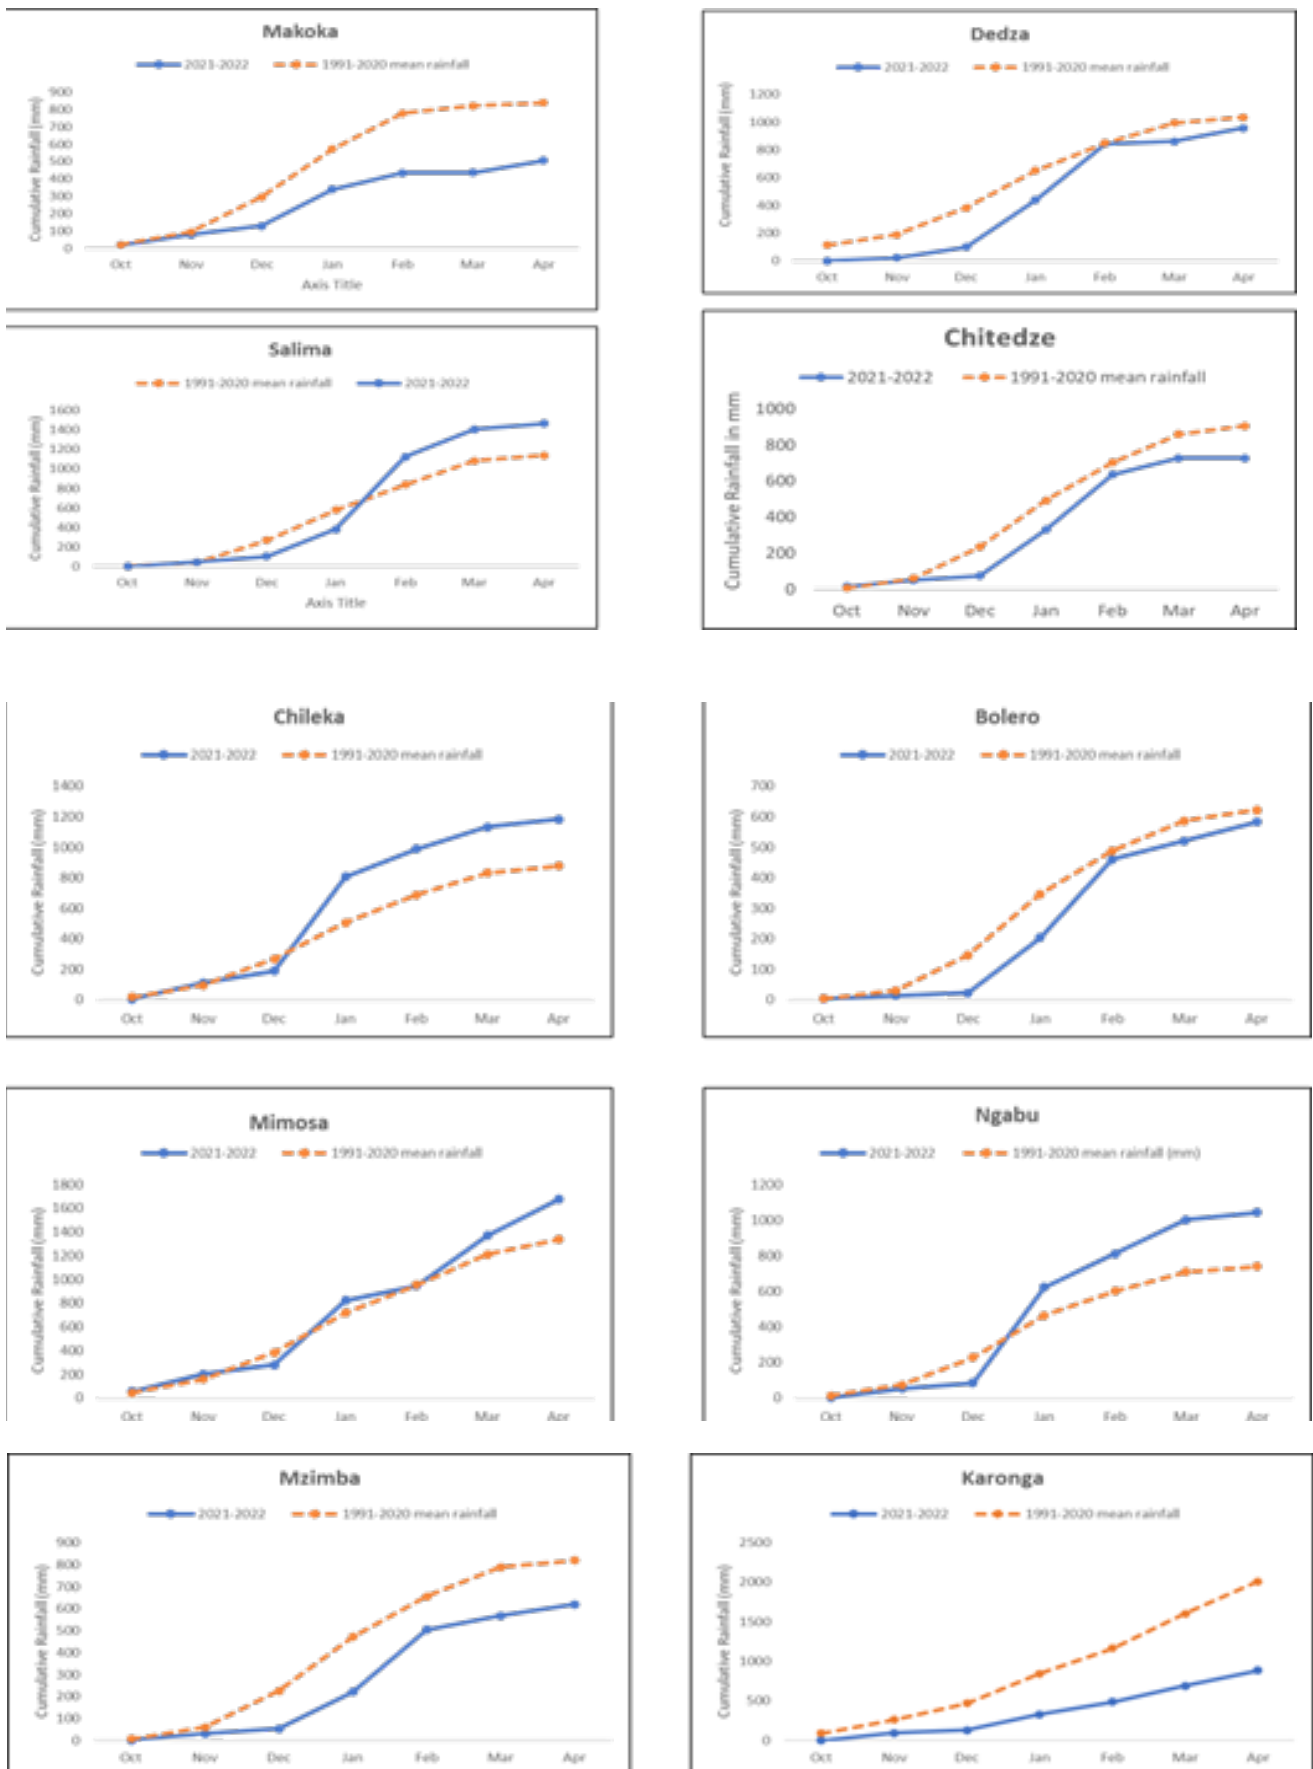 Makoka
2021-2022 1991-2020 mean rainfall
Cumulative Rainfall (mm)
900
800
700
600
500
400
300
200
100
0
Oct Nov Dec Jan Feb Mar Apr
Axis Title
Dedza
2021-2022 1991-2020 mean rainfall
Cumulative Rainfall (mm)
1200
1000
800
600
400
200
0
Oct Nov Dec Jan Feb Mar Apr
Salima
1991-2020 mean rainfall 2021-2022
Cumulative Rainfall (mm)
1600
1400
1200
1000
800
600
400
200
0
Oct Nov Dec Jan Feb Mar Apr
Axis Title
Chitedze
2021-2022 1991-2020 mean rainfall
Cumulative Rainfall in mm
1000
800
600
400
200
0
Oct Nov Dec Jan Feb Mar Apr
Chileka
2021-2022 1991-2020 mean rainfall
Cumulative Rainfall (mm)
1400
1200
1000
800
600
400
200
0
Oct Nov Dec Jan Feb Mar Apr
Bolero
2021-2022 1991-2020 mean rainfall
Cumulative Rainfall (mm)
700
600
500
400
300
200
100
0
Oct Nov Dec Jan Feb Mar Apr
Mimosa
2021-2022 1991-2020 mean rainfall
Cumulative Rainfall (mm)
1800
1600
1400
1200
1000
800
600
400
200
0
Oct Nov Dec Jan Feb Mar Apr
Ngabu
2021-2022 1991-2020 mean rainfall (mm)
Cumulative Rainfall (mm)
1200
1000
800
600
400
200
0
Oct Nov Dec Jan Feb Mar Apr
Mzimba
2021-2022 1991-2020 mean rainfall
Cumulative Rainfall (mm)
900
800
700
600
500
400
300
200
100
0
Oct Nov Dec Jan Feb Mar Apr
Karonga
2021-2022 1991-2020 mean rainfall
Cumulative Rainfall (mm)
2500
2000
1500
1000
500
0
Oct Nov Dec Jan Feb Mar Apr